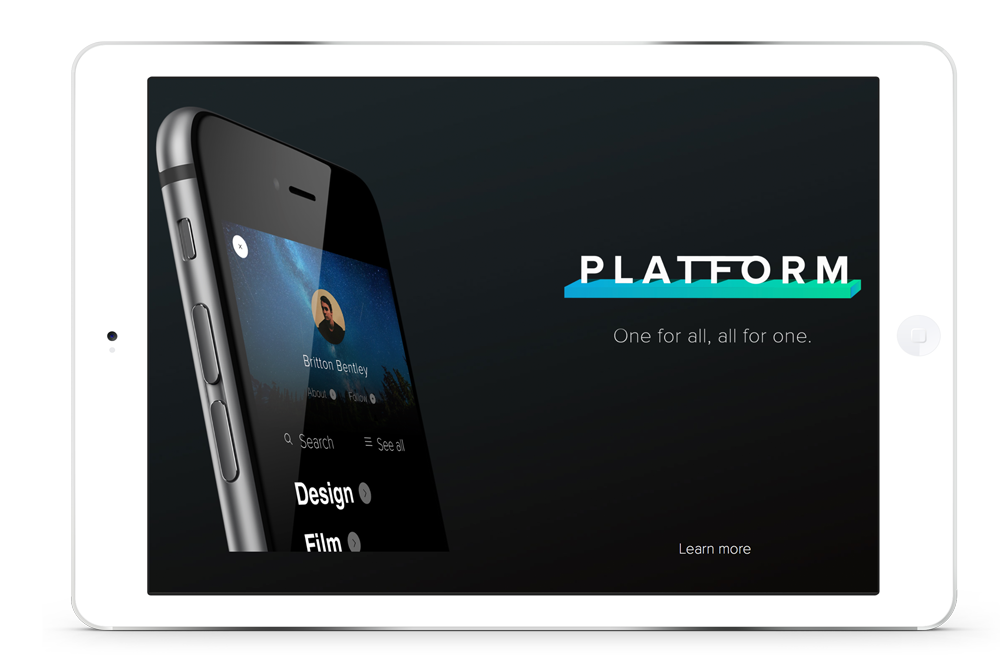 Britton Bentley
About
Follow
Search
See all
Design
Film
PLATFORM
One for all, all for one.
Learn more